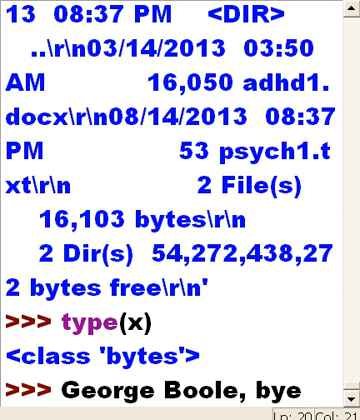 13  08:37 PM    <DIR>
   ..\r\n03/14/2013  03:50
AM             16,050 adhd1.
docx\r\n08/14/2013  08:37
PM                 53 psych1.t
xt\r\n               2 File(s)
    16,103 bytes\r\n
    2 Dir(s)  54,272,438,27
2 bytes free\r\n'
>>> type(x)
<class 'bytes'>
>>> George Boole, bye
Ln: 20 Col: 21